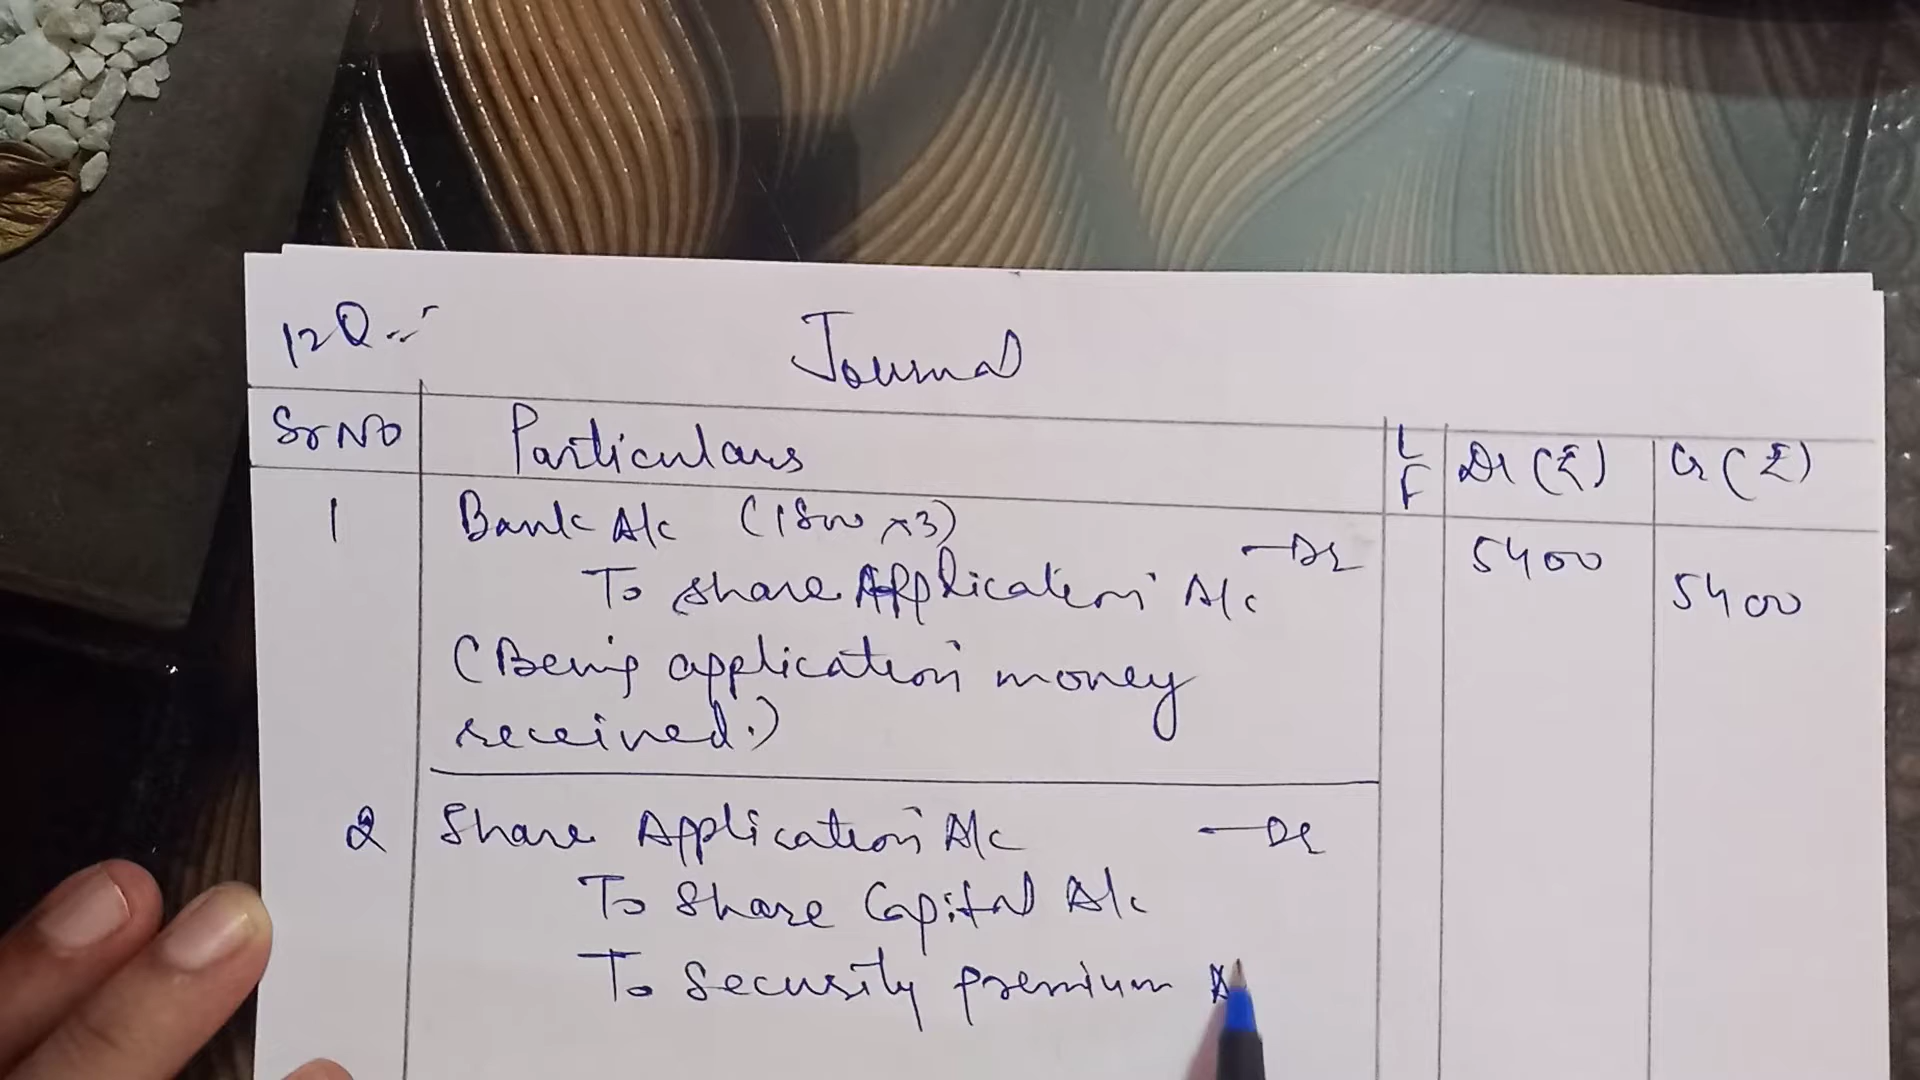 12Q
Journal
Sr No Particulars L F Dr (₹) Cr (₹)
1 Bank A/c (1800 x 3) —Dr 5400
To Share Application A/c 5400
(Being application money
received.)
2 Share Application A/c —Dr
To Share Capital A/c
To Security premium A